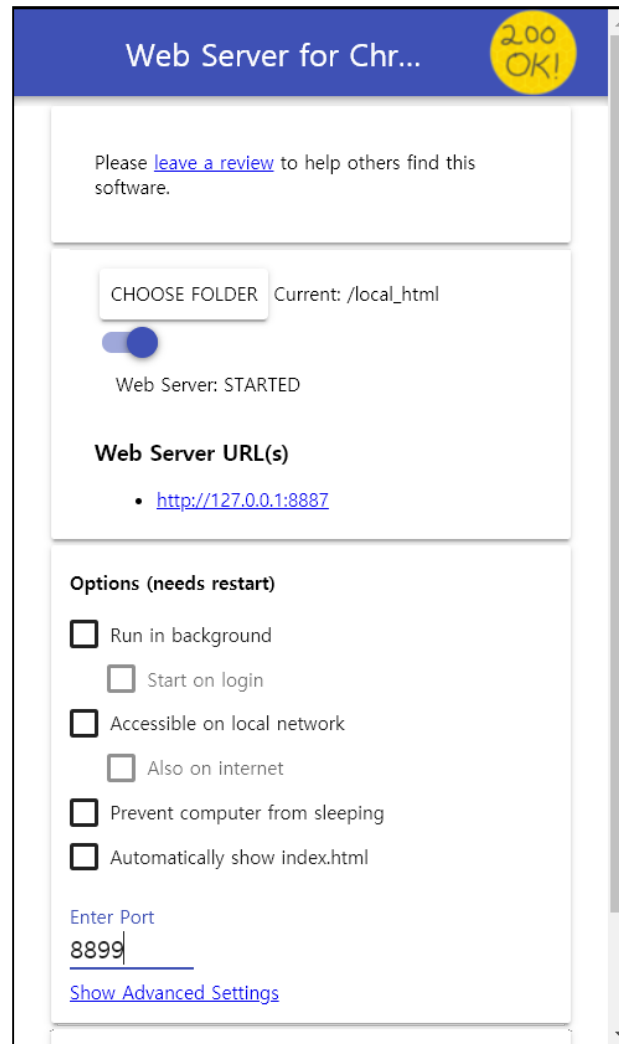 Web Server for Chr...
200
OK!
Please leave a review to help others find this
software.
CHOOSE FOLDER Current: /local_html
Web Server: STARTED
Web Server URL(s)
• http://127.0.0.1:8887
Options (needs restart)
Run in background
Start on login
Accessible on local network
Also on internet
Prevent computer from sleeping
Automatically show index.html
Enter Port
8899
Show Advanced Settings